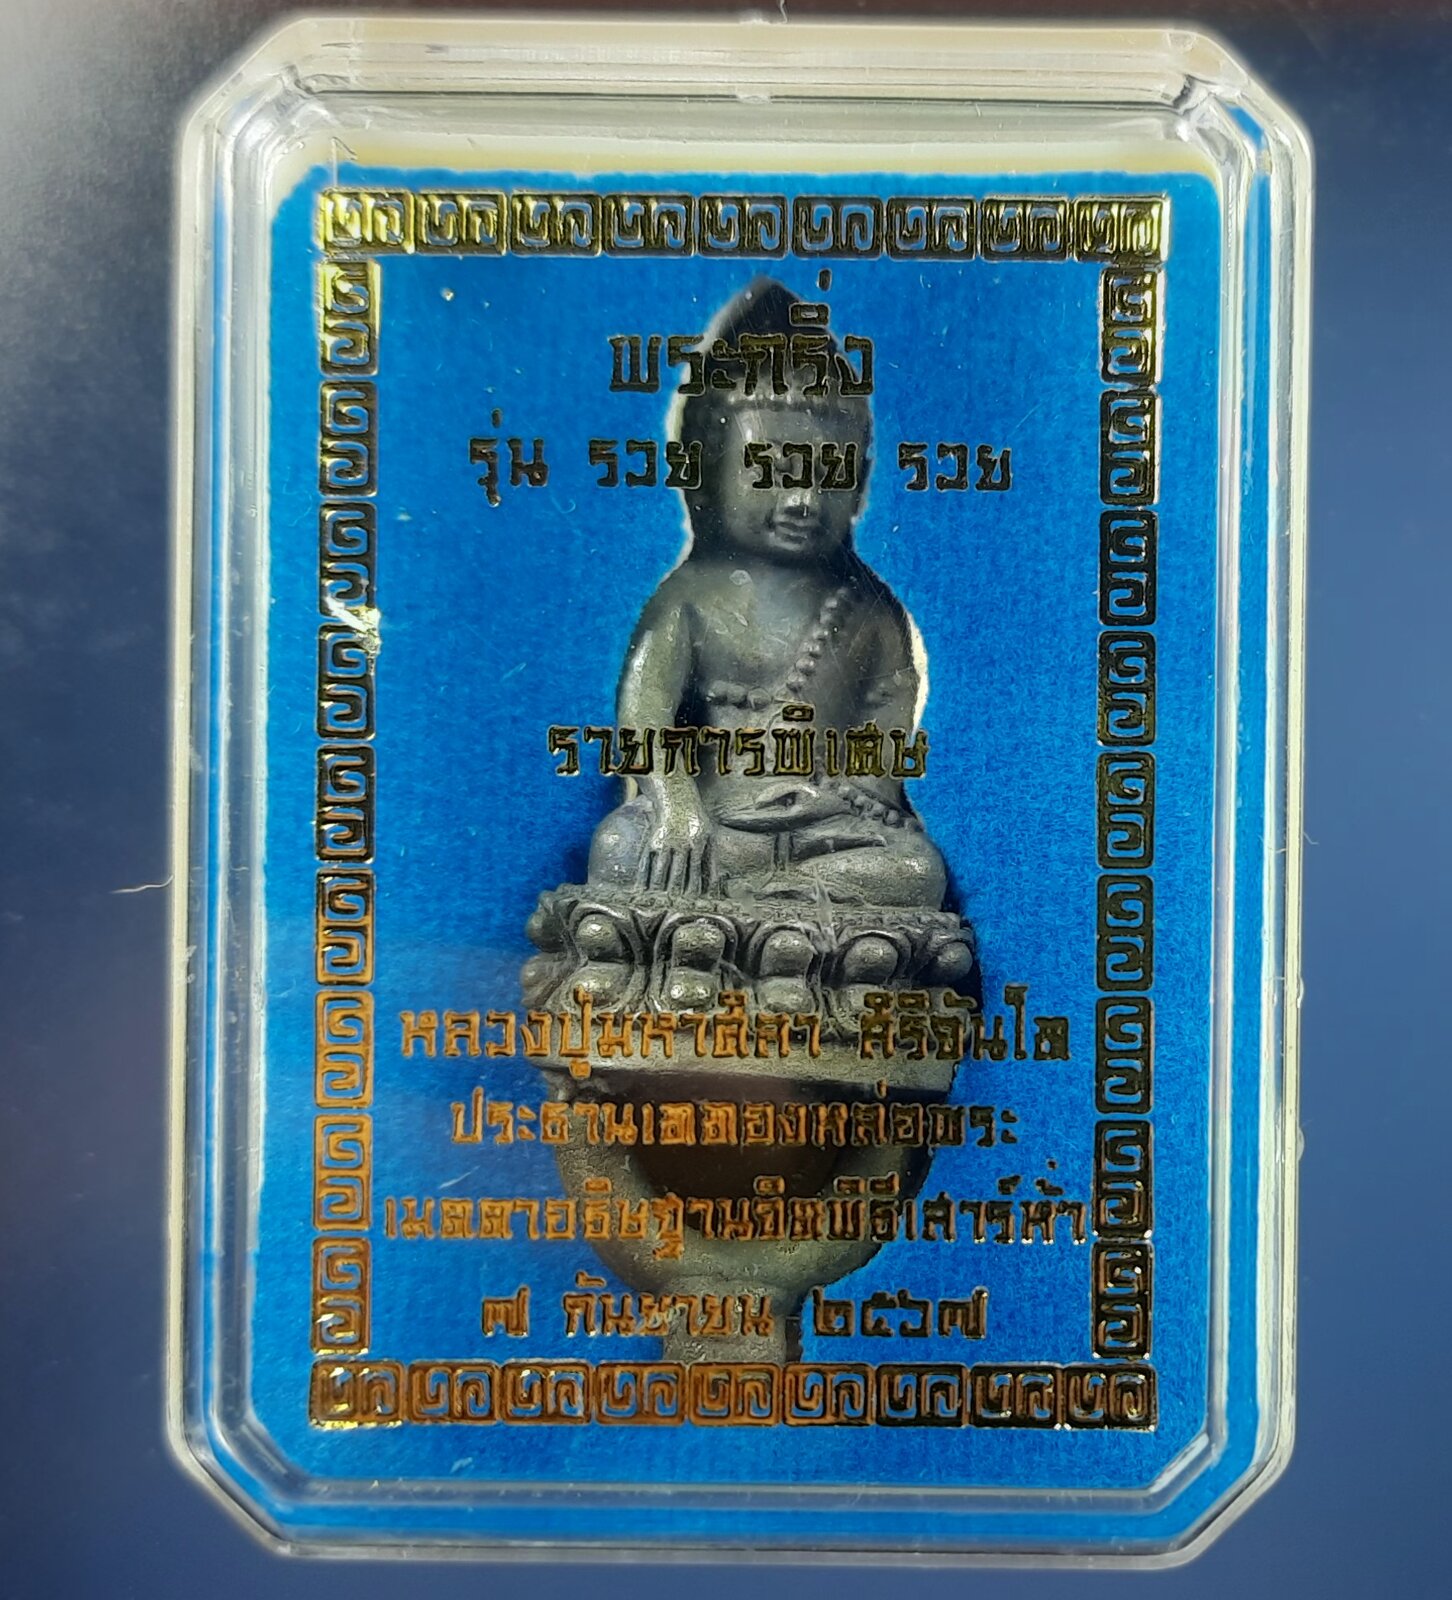 พระกริ่ง
รุ่น รวย รวย รวย
รายการพิเศษ
หลวงปู่มหาศิลา สิริจันโท
ประธานเททองหล่อพระ
เมตตาอธิษฐานจิตพิธีเสาร์ห้า
๗ กันยายน ๒๕๖๗